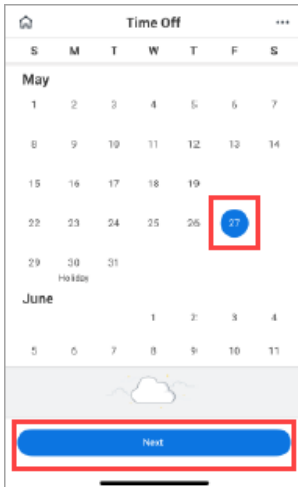 Time Off
S M T W T F S
May
1 2 3 4 5 6 7
8 9 10 11 12 13 14
15 16 17 18 19
22 23 24 25 26 27
29 30 31
Holiday
June
1 2 3 4
5 6 7 8 9 10 11
Next